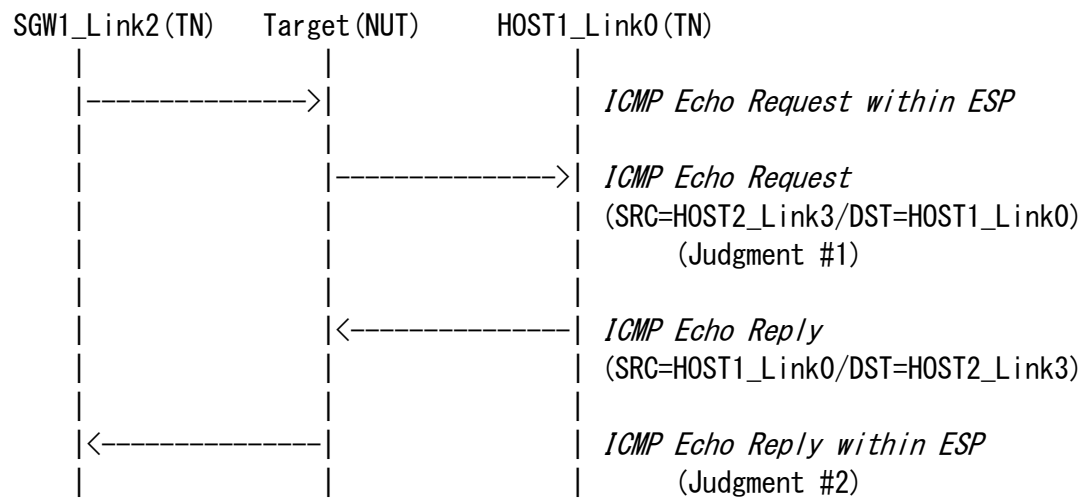 SGW1_Link2(TN) Target(NUT) HOST1_Link0(TN)
ICMP Echo Request within ESP
ICMP Echo Request
(SRC=HOST2_Link3/DST=HOST1_Link0)
(Judgment #1)
ICMP Echo Reply
(SRC=HOST1_Link0/DST=HOST2_Link3)
ICMP Echo Reply within ESP
(Judgment #2)